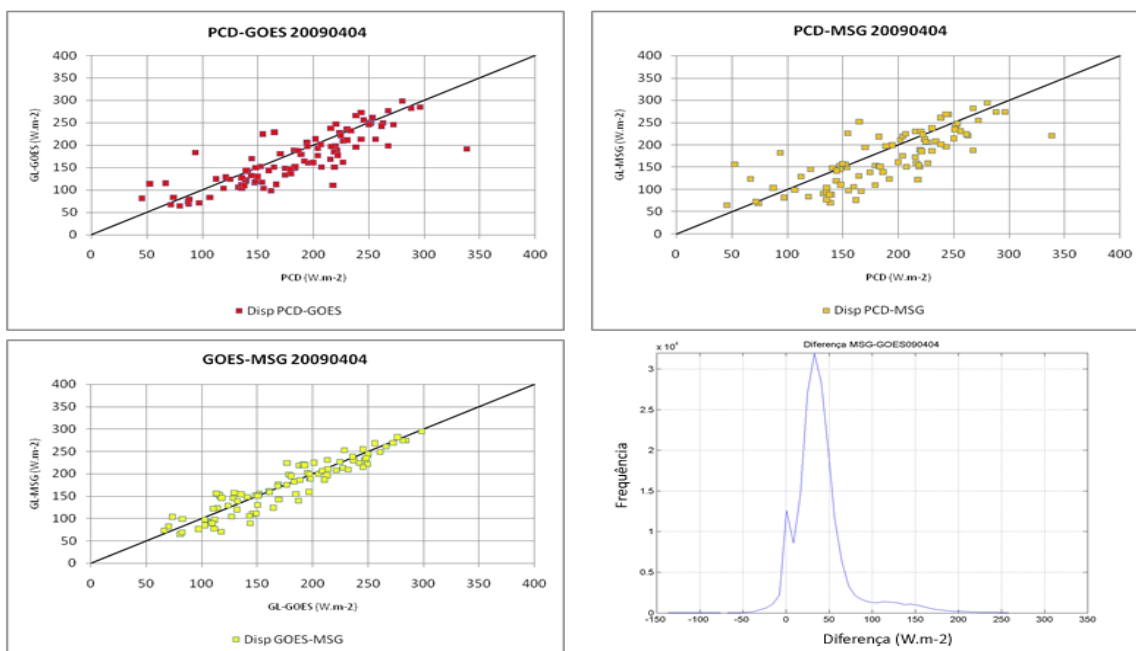 PCD-GOES 20090404
400
350
300
250
200
150
100
50
0
GL-GOES (W.m-2)
0 50 100 150 200 250 300 350 400
PCD (W.m-2)
Disp PCD-GOES
PCD-MSG 20090404
400
350
300
250
200
150
100
50
0
GL-MSG (W.m-2)
0 50 100 150 200 250 300 350 400
PCD (W.m-2)
Disp PCD-MSG
GOES-MSG 20090404
400
350
300
250
200
150
100
50
0
GL-MSG (W.m-2)
0 50 100 150 200 250 300 350 400
GL-GOES (W.m-2)
Disp GOES-MSG
Diferença MSG-GOES090404
x 10⁴
3
2.5
2
1.5
1
0.5
0
Frequência
-150 -100 -50 0 50 100 150 200 250 300 350
Diferença (W.m-2)